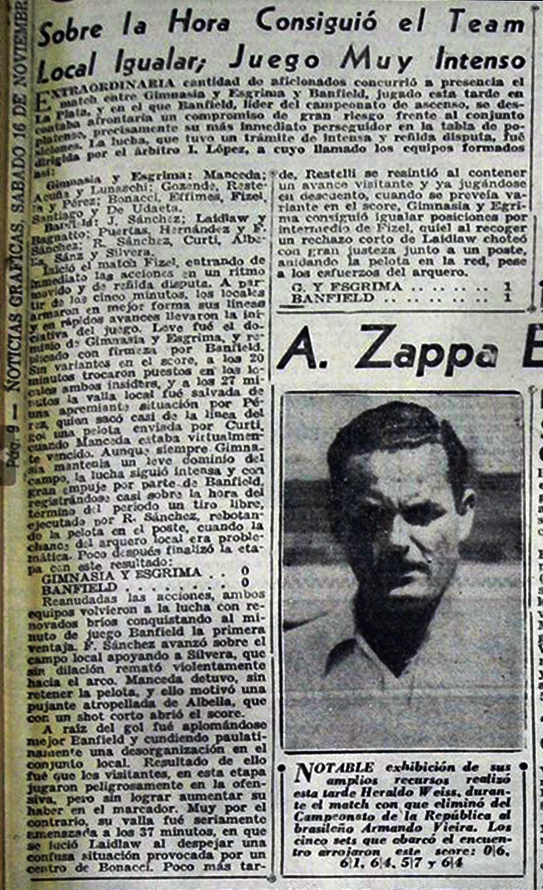 Pág. 9 — NOTICIAS GRAFICAS, SABADO 16 DE NOVIEMBRE
Sobre la Hora Consiguió el Team
Local Igualar; Juego Muy Intenso
EXTRAORDINARIA cantidad de aficionados concurrió a presencia el
match entre Gimnasia y Esgrima y Banfield, jugado esta tarde en
La Plata, y en el que Banfield, líder del campeonato de ascenso, se des-
contaba afrontaría un compromiso de gran riesgo frente al conjunto
platense, precisamente su más inmediato perseguidor en la tabla de po-
siciones. La lucha, que tuvo un trámite de intensa y reñida disputa, fué
dirigida por el árbitro I. López, a cuyo llamado los equipos formados
así:
Gimnasia y Esgrima: Manceda;
Acuña y Lunaschi; Gozende, Reste-
y Pérez; Bonacci, Effimes, Fizel,
Santiago y De Udaeta.
Banfield: J. Sánchez; Laidlaw y
Bagnatto; Puertas, Hernández y F.
Sánchez; R. Sánchez, Curti, Albe-
lla, Sánz y Silvera.
Inició el match Fizel, entrando de
inmediato las acciones en un ritmo
movido y de reñida disputa. A par-
tir de los cinco minutos, los locales
armaron en mejor forma sus líneas
y en rápidos avances llevaron la ini-
ciativa del juego. Leve fué el do-
minio de Gimnasia y Esgrima, y re-
plicado con firmeza por Banfield.
Sin variantes en el score, a los 20
minutos trocaron puestos en los lo-
cales ambos insiders, y a los 27 mi-
nutos la valla local fué salvada de
una apremiante situación por Pé-
rez, quien sacó casi de la línea del
gol una pelota enviada por Curti,
cuando Manceda estaba virtualmen-
te vencido. Aunque siempre Gimna-
sia mantenía un leve dominio del
campo, la lucha siguió intensa y con
gran empuje por parte de Banfield,
registrándose casi sobre la hora del
término del período un tiro libre,
ejecutado por R. Sánchez, rebotan-
do la pelota en el poste, cuando la
chance del arquero local era proble-
mática. Poco después finalizó la eta-
pa con este resultado:
GIMNASIA Y ESGRIMA . . 0
BANFIELD . . . . . . . . 0
Reanudadas las acciones, ambos
equipos volvieron a la lucha con re-
novados bríos conquistando al mi-
nuto de juego Banfield la primera
ventaja. F. Sánchez avanzó sobre el
campo local apoyando a Silvera, que
sin dilación remató violentamente
hacia el arco. Manceda detuvo, sin
retener la pelota, y ello motivó una
pujante atropellada de Albella, que
con un shot corto abrió el score.
A raíz del gol fué aplomándose
mejor Banfield y cundiendo paulati-
namente una desorganización en el
conjunto local. Resultado de ello
fué que los visitantes, en esta etapa
jugaron peligrosamente en la ofen-
siva, pero sin lograr aumentar su
haber en el marcador. Muy por el
contrario, su valla fué seriamente
amenazada a los 37 minutos, en que
se lució Laidlaw al despejar una
confusa situación provocada por un
centro de Bonacci. Poco más tar-
de, Restelli se resintió al contener
un avance visitante y ya jugándose
en descuento, cuando se preveía va-
riante en el score, Gimnasia y Esgri-
ma consiguió igualar posiciones por
intermedio de Fizel, quiel al recoger
un rechazo corto de Laidlaw choteó
con gran justeza junto a un poste,
anidando la pelota en la red, pese
a los esfuerzos del arquero.
G. Y ESGRIMA . . . . . . 1
BANFIELD . . . . . . . . 1
A. Zappa E
NOTABLE exhibición de sus
amplios recursos realizó
esta tarde Heraldo Weiss, duran-
te el match con que eliminó del
Campeonato de la República al
brasileño Armando Vieira. Los
cinco sets que abarcó el encuen-
tro arrojaron este score: 0|6,
6|1, 6|4, 5|7 y 6|4